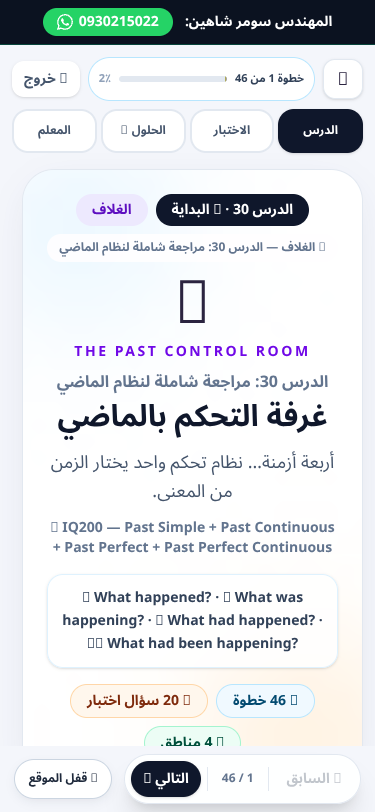 المهندس سومر شاهين: 0930215022
خطوة 1 من 46 2٪ خروج
الدرس الاختبار الحلول المعلم
الدرس 30 · البداية الغلاف
الغلاف — الدرس 30: مراجعة شاملة لنظام الماضي
THE PAST CONTROL ROOM
الدرس 30: مراجعة شاملة لنظام الماضي
غرفة التحكم بالماضي
أربعة أزمنة... نظام تحكم واحد يختار الزمن
من المعنى.
IQ200 — Past Simple + Past Continuous
+ Past Perfect + Past Perfect Continuous
What happened? · What was
happening? · What had happened? ·
What had been happening?
46 خطوة 20 سؤال اختبار
4 مناطق
السابق 1 / 46 التالي قفل الموقع